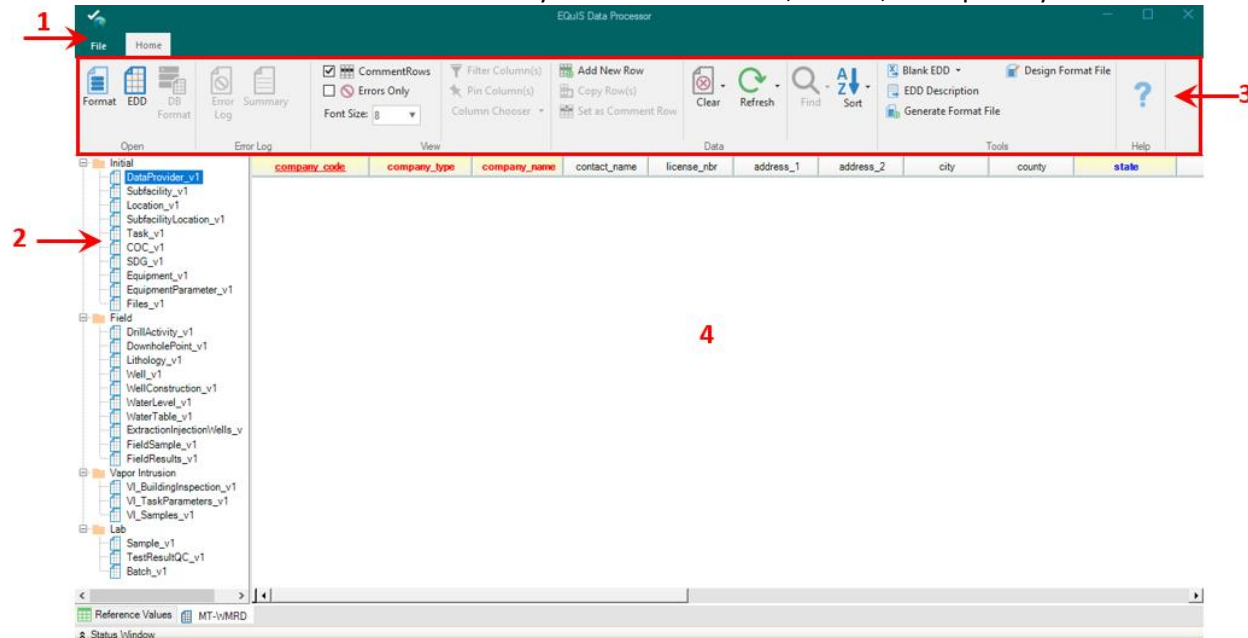 EQuIS Data Processor
1
File Home
Format EDD DB Format
Open
Error Log Summary
Error Log
CommentRows
Errors Only
Font Size: 8
Filter Column(s)
Pin Column(s)
Column Chooser
View
Add New Row
Copy Row(s)
Set as Comment Row
Clear Refresh Find Sort
Data
Blank EDD
EDD Description
Generate Format File
Design Format File
Tools
?
Help
3
company_code company_type company_name contact_name license_nbr address_1 address_2 city county state
2
Initial
DataProvider_v1
Subfacility_v1
Location_v1
SubfacilityLocation_v1
Task_v1
COC_v1
SDG_v1
Equipment_v1
EquipmentParameter_v1
Files_v1
Field
DrillActivity_v1
DownholePoint_v1
Lithology_v1
Well_v1
WellConstruction_v1
WaterLevel_v1
WaterTable_v1
ExtractionInjectionWells_v
FieldSample_v1
FieldResults_v1
Vapor Intrusion
VI_BuildingInspection_v1
VI_TaskParameters_v1
VI_Samples_v1
Lab
Sample_v1
TestResultQC_v1
Batch_v1
4
Reference Values MT-WMRD
Status Window